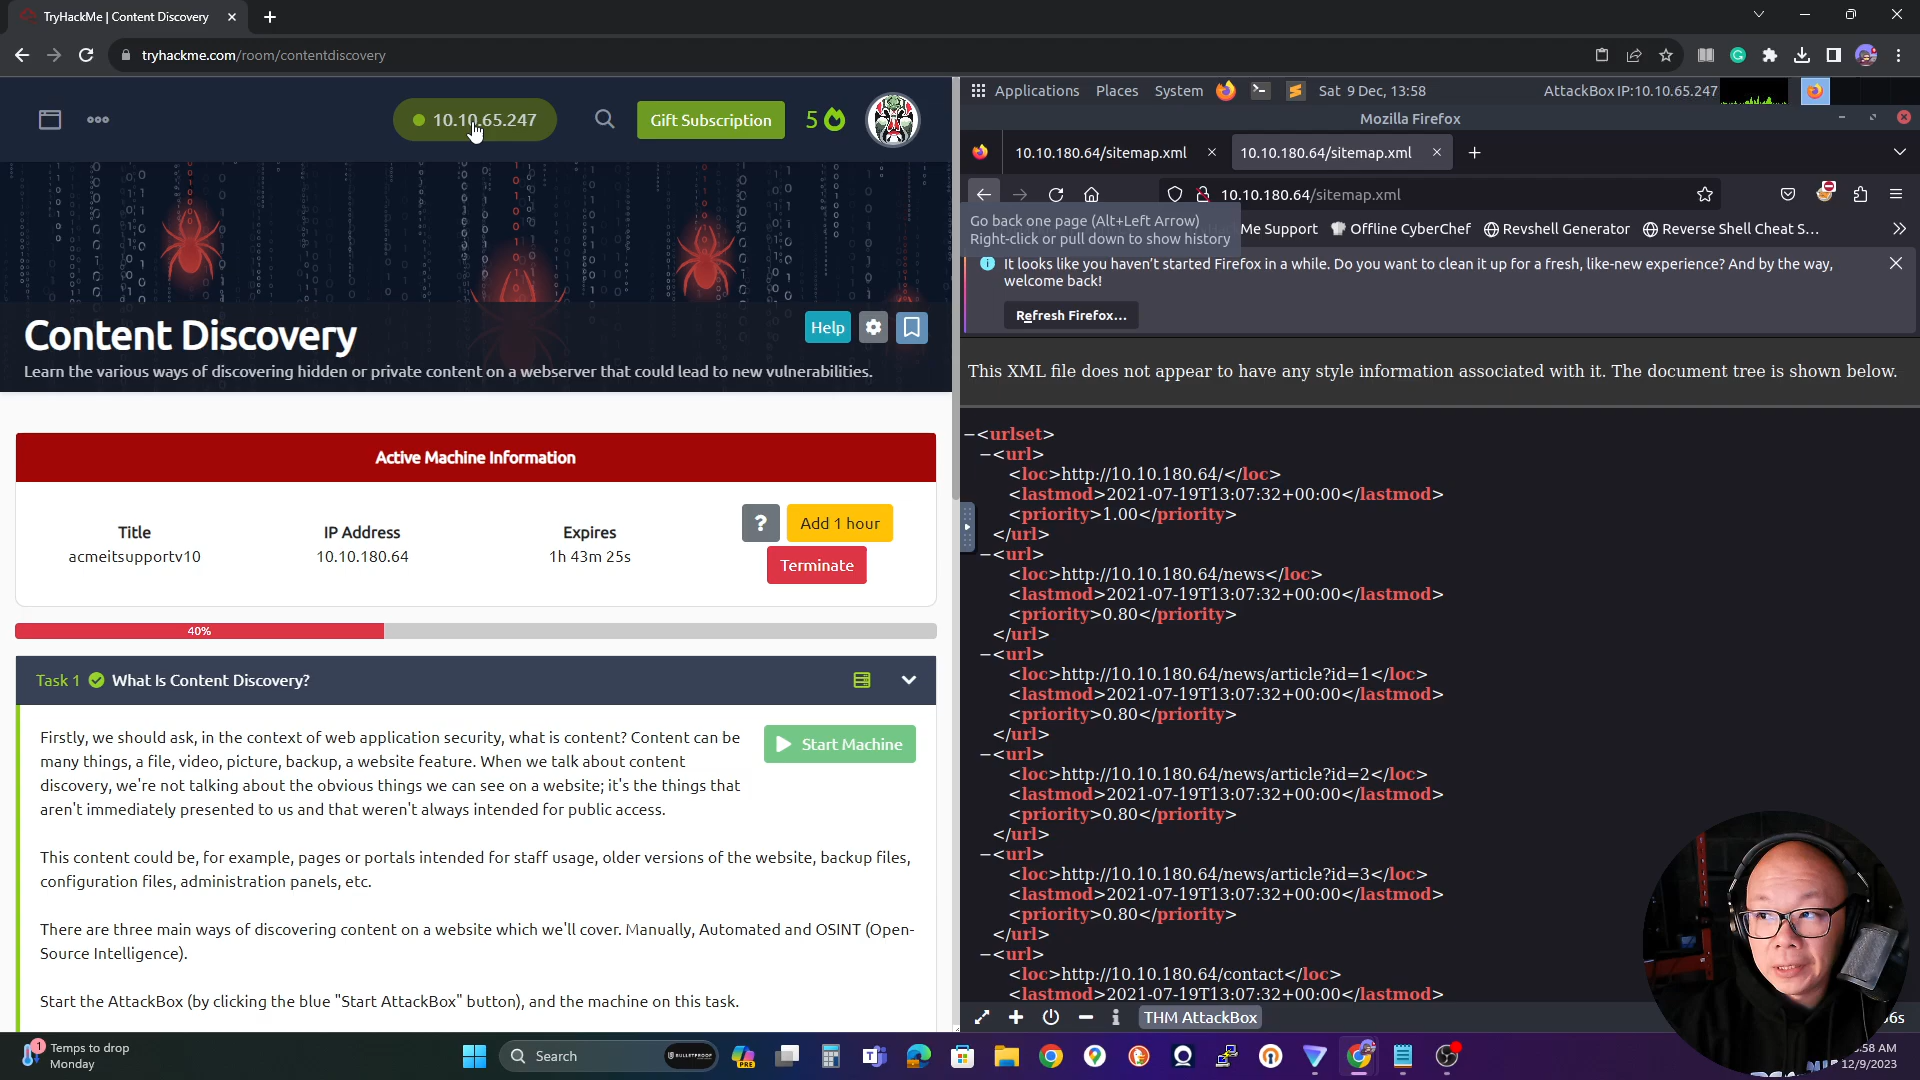 TryHackMe | Content Discovery
tryhackme.com/room/contentdiscovery
10.10.65.247
Gift Subscription
5
Content Discovery
Help
Learn the various ways of discovering hidden or private content on a webserver that could lead to new vulnerabilities.
Active Machine Information
Title
IP Address
Expires
?
Add 1 hour
acmeitsupportv10
10.10.180.64
1h 43m 25s
Terminate
40%
Task 1
What Is Content Discovery?
Firstly, we should ask, in the context of web application security, what is content? Content can be
many things, a file, video, picture, backup, a website feature. When we talk about content
discovery, we're not talking about the obvious things we can see on a website; it's the things that
aren't immediately presented to us and that weren't always intended for public access.
Start Machine
This content could be, for example, pages or portals intended for staff usage, older versions of the website, backup files,
configuration files, administration panels, etc.
There are three main ways of discovering content on a website which we'll cover. Manually, Automated and OSINT (Open-
Source Intelligence).
Start the AttackBox (by clicking the blue "Start AttackBox" button), and the machine on this task.
Applications Places System
Sat 9 Dec, 13:58
AttackBox IP:10.10.65.247
Mozilla Firefox
10.10.180.64/sitemap.xml
10.10.180.64/sitemap.xml
10.10.180.64/sitemap.xml
Go back one page (Alt+Left Arrow)
Right-click or pull down to show history
Me Support
Offline CyberChef
Revshell Generator
Reverse Shell Cheat S...
It looks like you haven't started Firefox in a while. Do you want to clean it up for a fresh, like-new experience? And by the way,
welcome back!
Refresh Firefox...
This XML file does not appear to have any style information associated with it. The document tree is shown below.
−<urlset>
−<url>
<loc>http://10.10.180.64/</loc>
<lastmod>2021-07-19T13:07:32+00:00</lastmod>
<priority>1.00</priority>
</url>
−<url>
<loc>http://10.10.180.64/news</loc>
<lastmod>2021-07-19T13:07:32+00:00</lastmod>
<priority>0.80</priority>
</url>
−<url>
<loc>http://10.10.180.64/news/article?id=1</loc>
<lastmod>2021-07-19T13:07:32+00:00</lastmod>
<priority>0.80</priority>
</url>
−<url>
<loc>http://10.10.180.64/news/article?id=2</loc>
<lastmod>2021-07-19T13:07:32+00:00</lastmod>
<priority>0.80</priority>
</url>
−<url>
<loc>http://10.10.180.64/news/article?id=3</loc>
<lastmod>2021-07-19T13:07:32+00:00</lastmod>
<priority>0.80</priority>
</url>
−<url>
<loc>http://10.10.180.64/contact</loc>
<lastmod>2021-07-19T13:07:32+00:00</lastmod>
THM AttackBox
6s
1
Temps to drop
Monday
Search
BULLETPROOF
PRE
:58 AM
12/9/2023